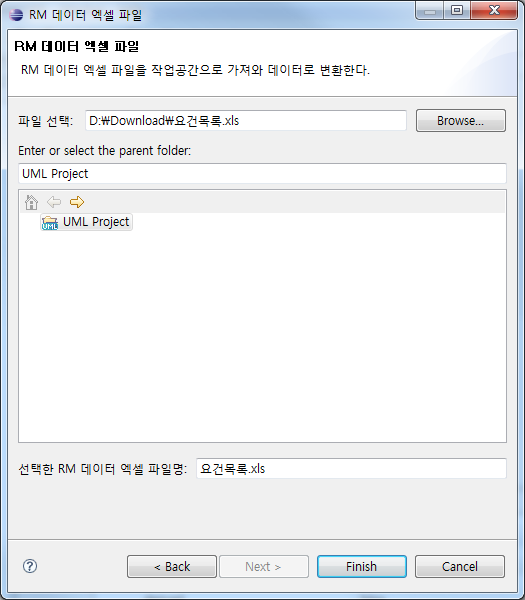 RM 데이터 엑셀 파일
RM 데이터 엑셀 파일
RM 데이터 엑셀 파일을 작업공간으로 가져와 데이터로 변환한다.
파일 선택: D:₩Download₩요건목록.xls Browse...
Enter or select the parent folder:
UML Project
UML UML Project
선택한 RM 데이터 엑셀 파일명: 요건목록.xls
? < Back Next > Finish Cancel